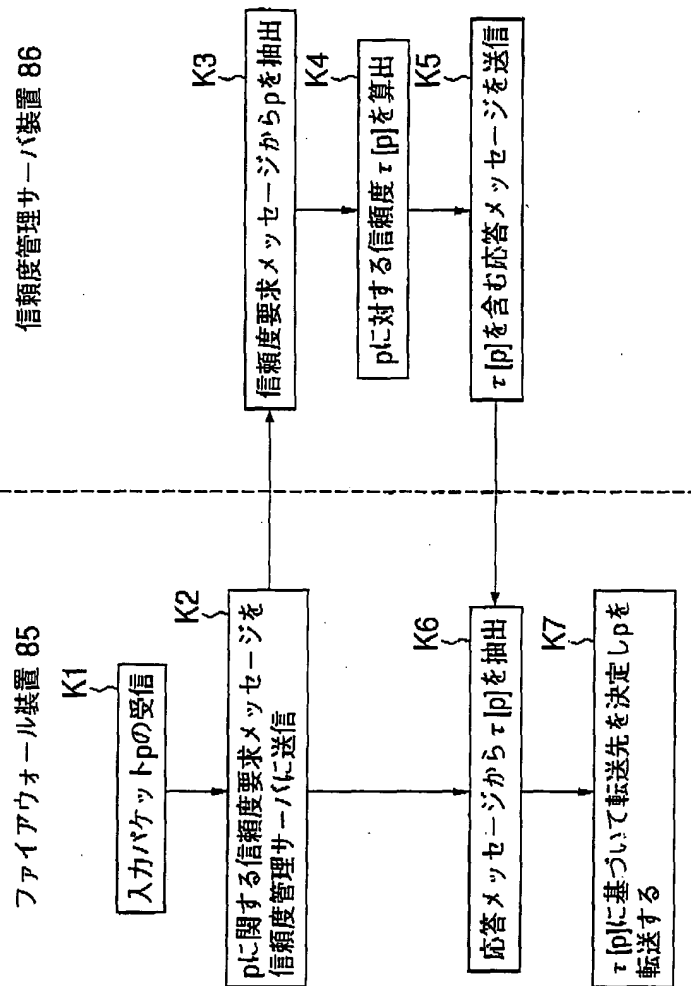 ファイアウォール装置 85
信頼度管理サーバ装置 86
K1
入力パケットpの受信
K2
pに関する信頼度要求メッセージを
信頼度管理サーバに送信
K3
信頼度要求メッセージからpを抽出
K4
pに対する信頼度τ[p]を算出
K5
τ[p]を含む応答メッセージを送信
K6
応答メッセージからτ[p]を抽出
K7
τ[p]に基づいて転送先を決定しpを
転送する